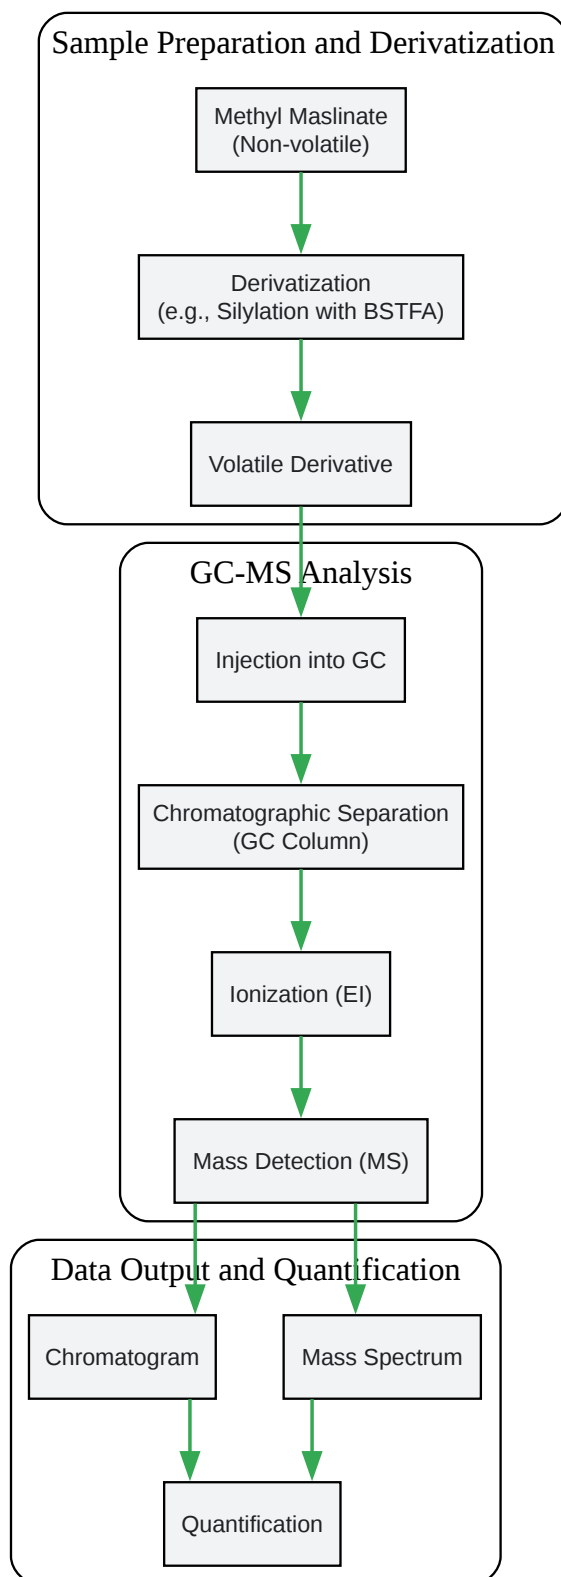 Sample Preparation and Derivatization
Methyl Maslinate
(Non-volatile)
Derivatization
(e.g., Silylation with BSTFA)
Volatile Derivative
GC-MS Analysis
Injection into GC
Chromatographic Separation
(GC Column)
Ionization (EI)
Mass Detection (MS)
Data Output and Quantification
Chromatogram
Mass Spectrum
Quantification